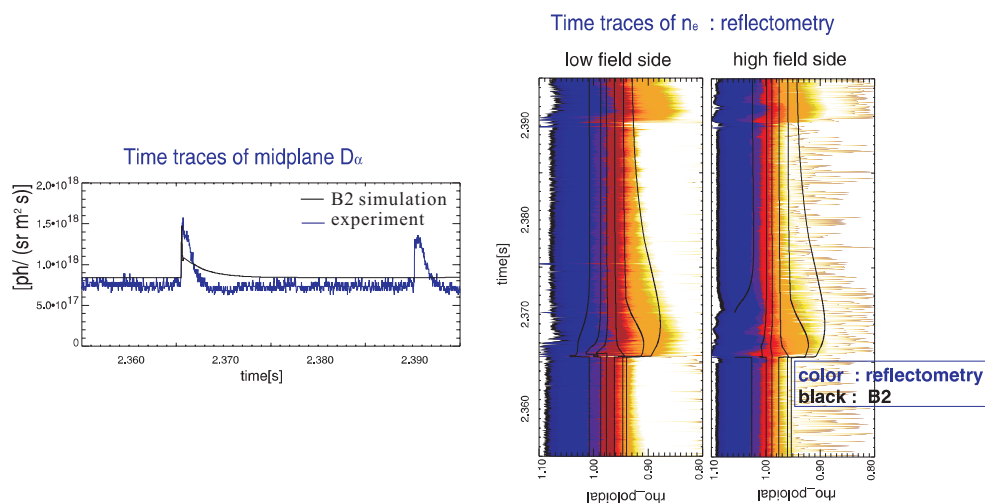 Time traces of nₑ : reflectometry
low field side
high field side
Time traces of midplane Dα
[ph/ (sr m² s)]
2.0•10¹⁸
1.5•10¹⁸
1.0•10¹⁸
5.0•10¹⁷
0
B2 simulation
experiment
2.360
2.370
2.380
2.390
time[s]
time[s]
2.390
2.380
2.370
2.360
1.10
1.00
0.90
0.80
rho_poloidal
1.10
1.00
0.90
0.80
rho_poloidal
color : reflectometry
black : B2